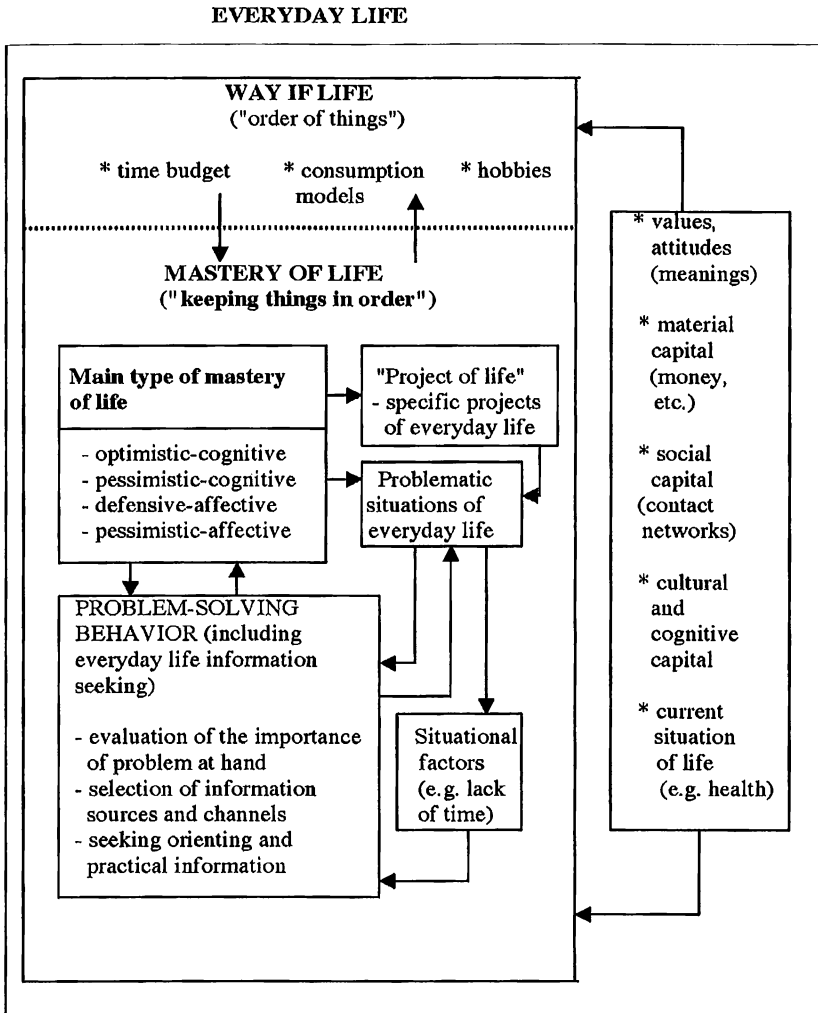 EVERYDAY LIFE
WAY IF LIFE
("order of things")
* time budget
* consumption
models
* hobbies
MASTERY OF LIFE
("keeping things in order")
Main type of mastery
of life
- optimistic-cognitive
- pessimistic-cognitive
- defensive-affective
- pessimistic-affective
"Project of life"
- specific projects
of everyday life
Problematic
situations of
everyday life
PROBLEM-SOLVING
BEHAVIOR (including
everyday life information
seeking)
- evaluation of the importance
of problem at hand
- selection of information
sources and channels
- seeking orienting and
practical information
Situational
factors
(e.g. lack
of time)
* values,
attitudes
(meanings)
* material
capital
(money,
etc.)
* social
capital
(contact
networks)
* cultural
and
cognitive
capital
* current
situation
of life
(e.g. health)